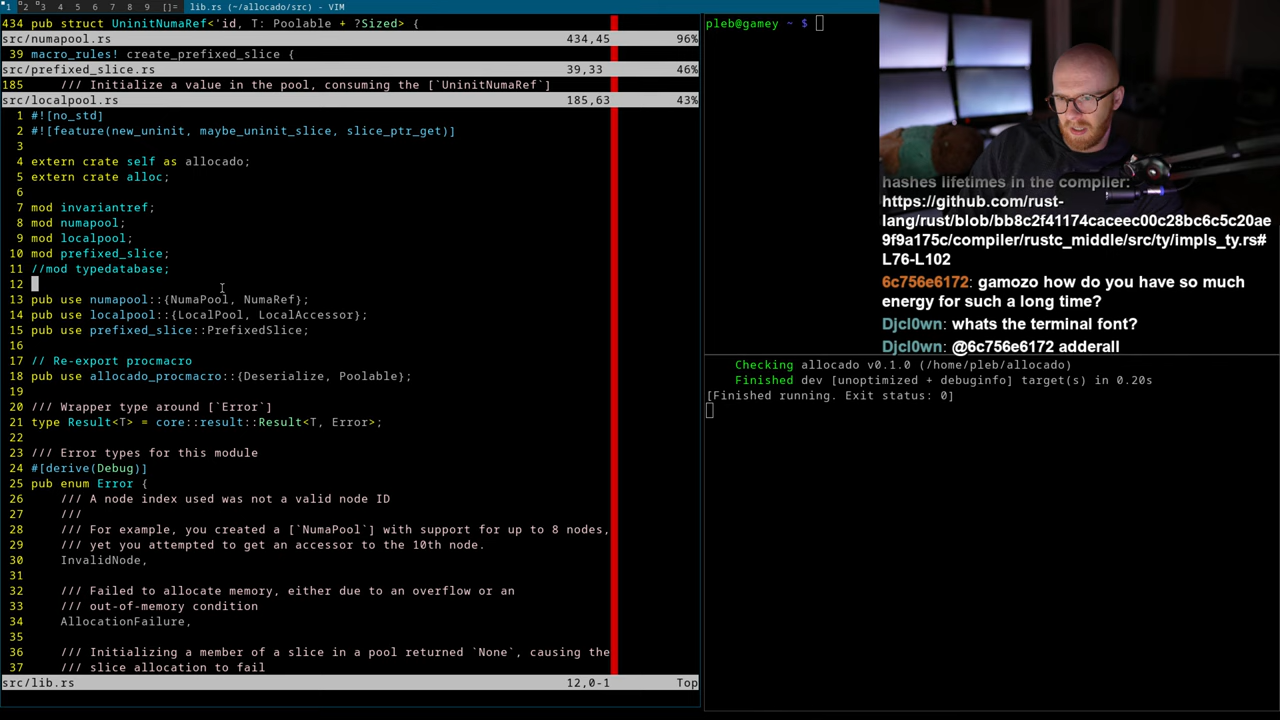 1 2 3 4 5 6 7 8 9 []= lib.rs (~/allocado/src) - VIM
434 pub struct UninitNumaRef<'id, T: Poolable + ?Sized> {
src/numapool.rs 434,45 96%
39 macro_rules! create_prefixed_slice {
src/prefixed_slice.rs 39,33 46%
185 /// Initialize a value in the pool, consuming the [`UninitNumaRef`]
src/localpool.rs 185,63 43%
1 #![no_std]
2 #![feature(new_uninit, maybe_uninit_slice, slice_ptr_get)]
3
4 extern crate self as allocado;
5 extern crate alloc;
6
7 mod invariantref;
8 mod numapool;
9 mod localpool;
10 mod prefixed_slice;
11 //mod typedatabase;
12
13 pub use numapool::{NumaPool, NumaRef};
14 pub use localpool::{LocalPool, LocalAccessor};
15 pub use prefixed_slice::PrefixedSlice;
16
17 // Re-export procmacro
18 pub use allocado_procmacro::{Deserialize, Poolable};
19
20 /// Wrapper type around [`Error`]
21 type Result<T> = core::result::Result<T, Error>;
22
23 /// Error types for this module
24 #[derive(Debug)]
25 pub enum Error {
26 /// A node index used was not a valid node ID
27 ///
28 /// For example, you created a [`NumaPool`] with support for up to 8 nodes,
29 /// yet you attempted to get an accessor to the 10th node.
30 InvalidNode,
31
32 /// Failed to allocate memory, either due to an overflow or an
33 /// out-of-memory condition
34 AllocationFailure,
35
36 /// Initializing a member of a slice in a pool returned `None`, causing the
37 /// slice allocation to fail
src/lib.rs 12,0-1 Top
pleb@gamey ~ $
Checking allocado v0.1.0 (/home/pleb/allocado)
Finished dev [unoptimized + debuginfo] target(s) in 0.20s
[Finished running. Exit status: 0]
hashes lifetimes in the compiler:
https://github.com/rust-
lang/rust/blob/bb8c2f41174caceec00c28bc6c5c20ae
9f9a175c/compiler/rustc_middle/src/ty/impls_ty.rs#
L76-L102
6c756e6172: gamozo how do you have so much
energy for such a long time?
Djcl0wn: whats the terminal font?
Djcl0wn: @6c756e6172 adderall